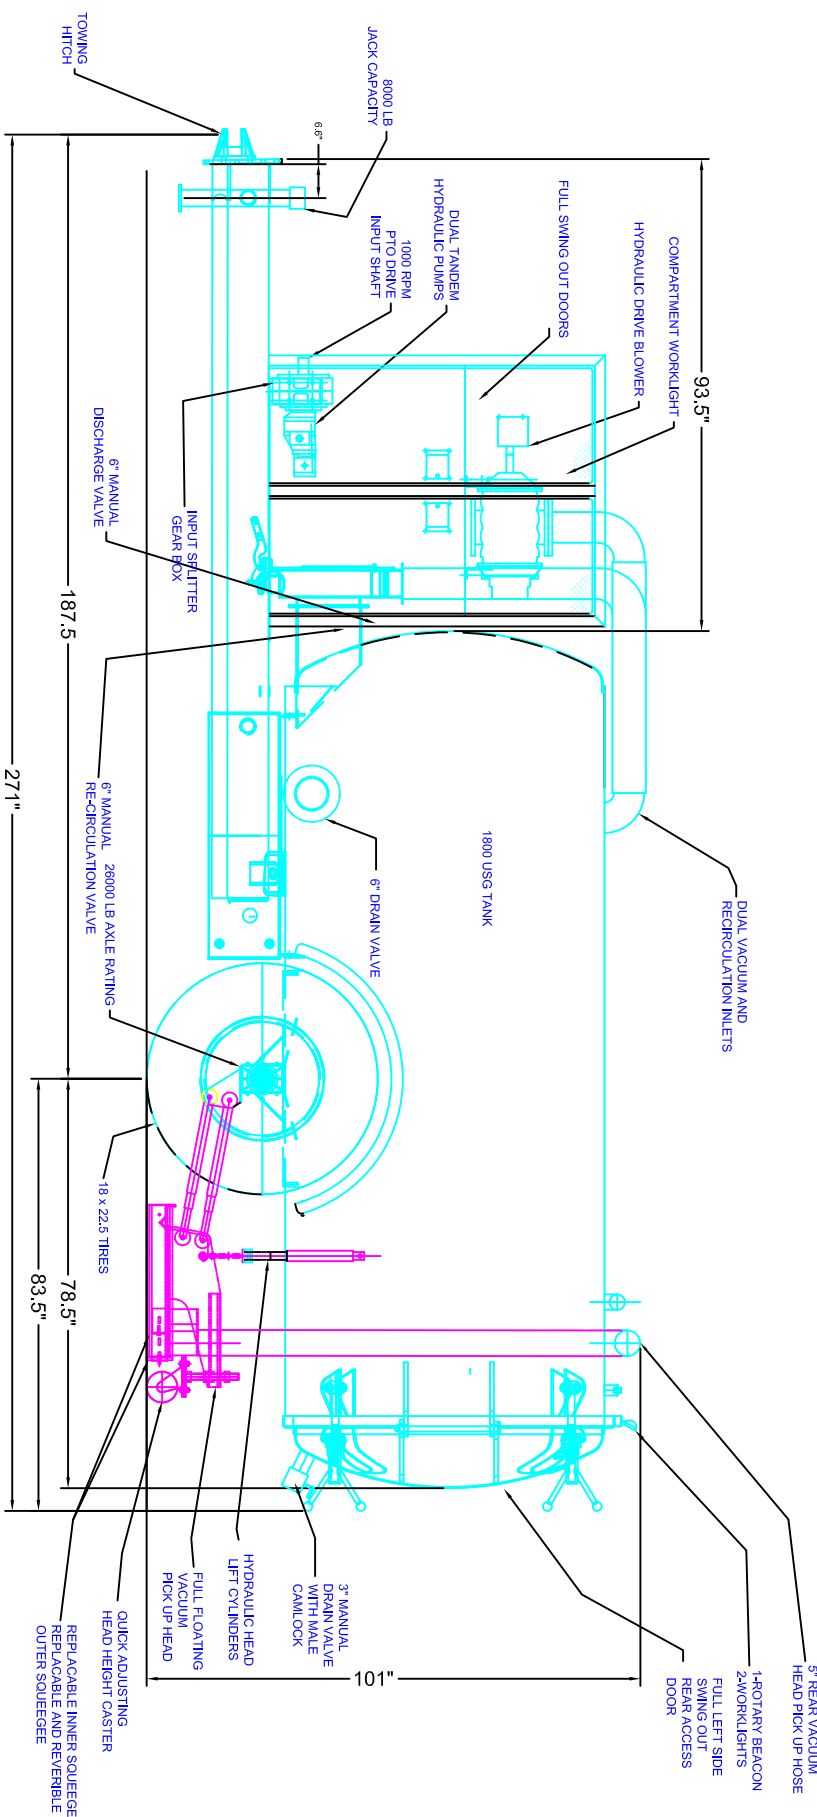 TOWING
HITCH
8000 LB
JACK CAPACITY
6.6"
93.5"
COMPARTMENT WORKLIGHT
HYDRAULIC DRIVE BLOWER
FULL SWING OUT DOORS
DUAL TANDEM
HYDRAULIC PUMPS
1000 RPM
PTO DRIVE
INPUT SHAFT
INPUT SPLITTER
GEAR BOX
6" MANUAL
DISCHARGE VALVE
187.5
271"
6" MANUAL
RE-CIRCULATION VALVE
26000 LB AXLE RATING
6" DRAIN VALVE
1800 USG TANK
DUAL VACUUM AND
RECIRCULATION INLETS
18 x 22.5 TIRES
78.5"
83.5"
101"
5" REAR VACUUM
HEAD PICK UP HOSE
1-ROTARY BEACON
2-WORKLIGHTS
FULL LEFT SIDE
SWING OUT
REAR ACCESS
DOOR
3" MANUAL
DRAIN VALVE
WITH MALE
CAMLOCK
HYDRAULIC HEAD
LIFT CYLINDERS
FULL FLOATING
VACUUM
PICK UP HEAD
QUICK ADJUSTING
HEAD HEIGHT CASTER
REPLACABLE INNER SQUEEGE
REPLACABLE AND REVERIBLE
OUTER SQUEEGEE